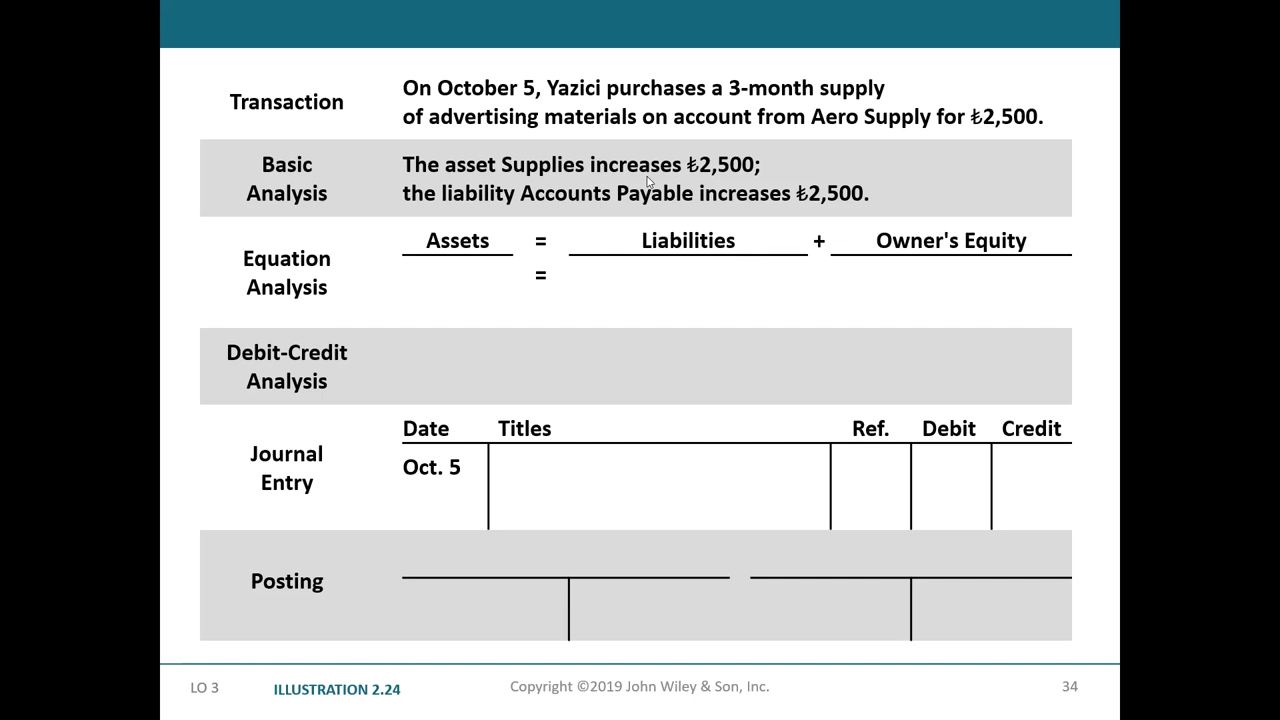 Transaction
On October 5, Yazici purchases a 3-month supply
of advertising materials on account from Aero Supply for ₺2,500.
Basic
Analysis
The asset Supplies increases ₺2,500;
the liability Accounts Payable increases ₺2,500.
Equation
Analysis
Assets = Liabilities + Owner's Equity
=
Debit-Credit
Analysis
Journal
Entry
Date Titles Ref. Debit Credit
Oct. 5
Posting
LO 3 ILLUSTRATION 2.24 Copyright ©2019 John Wiley & Son, Inc. 34